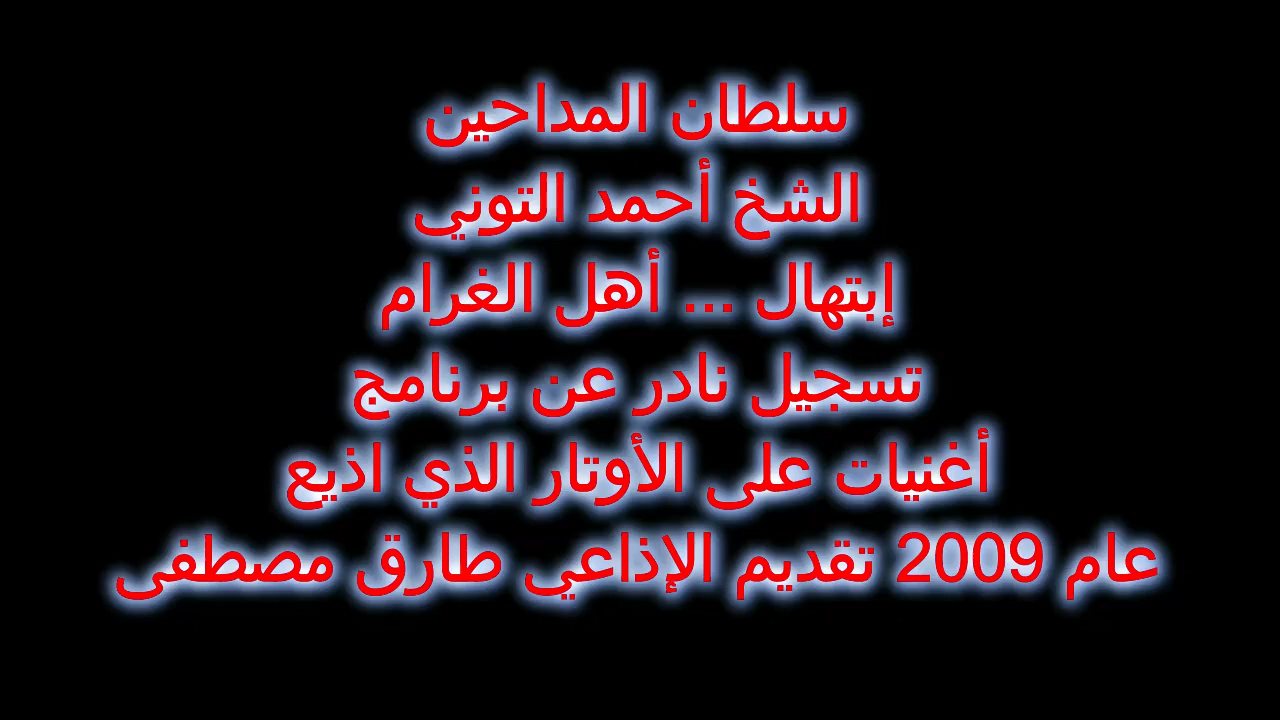 سلطان المداحين
الشخ أحمد التوني
إبتهال ... أهل الغرام
تسجيل نادر عن برنامج
أغنيات على الأوتار الذي اذيع
عام 2009 تقديم الإذاعي طارق مصطفى